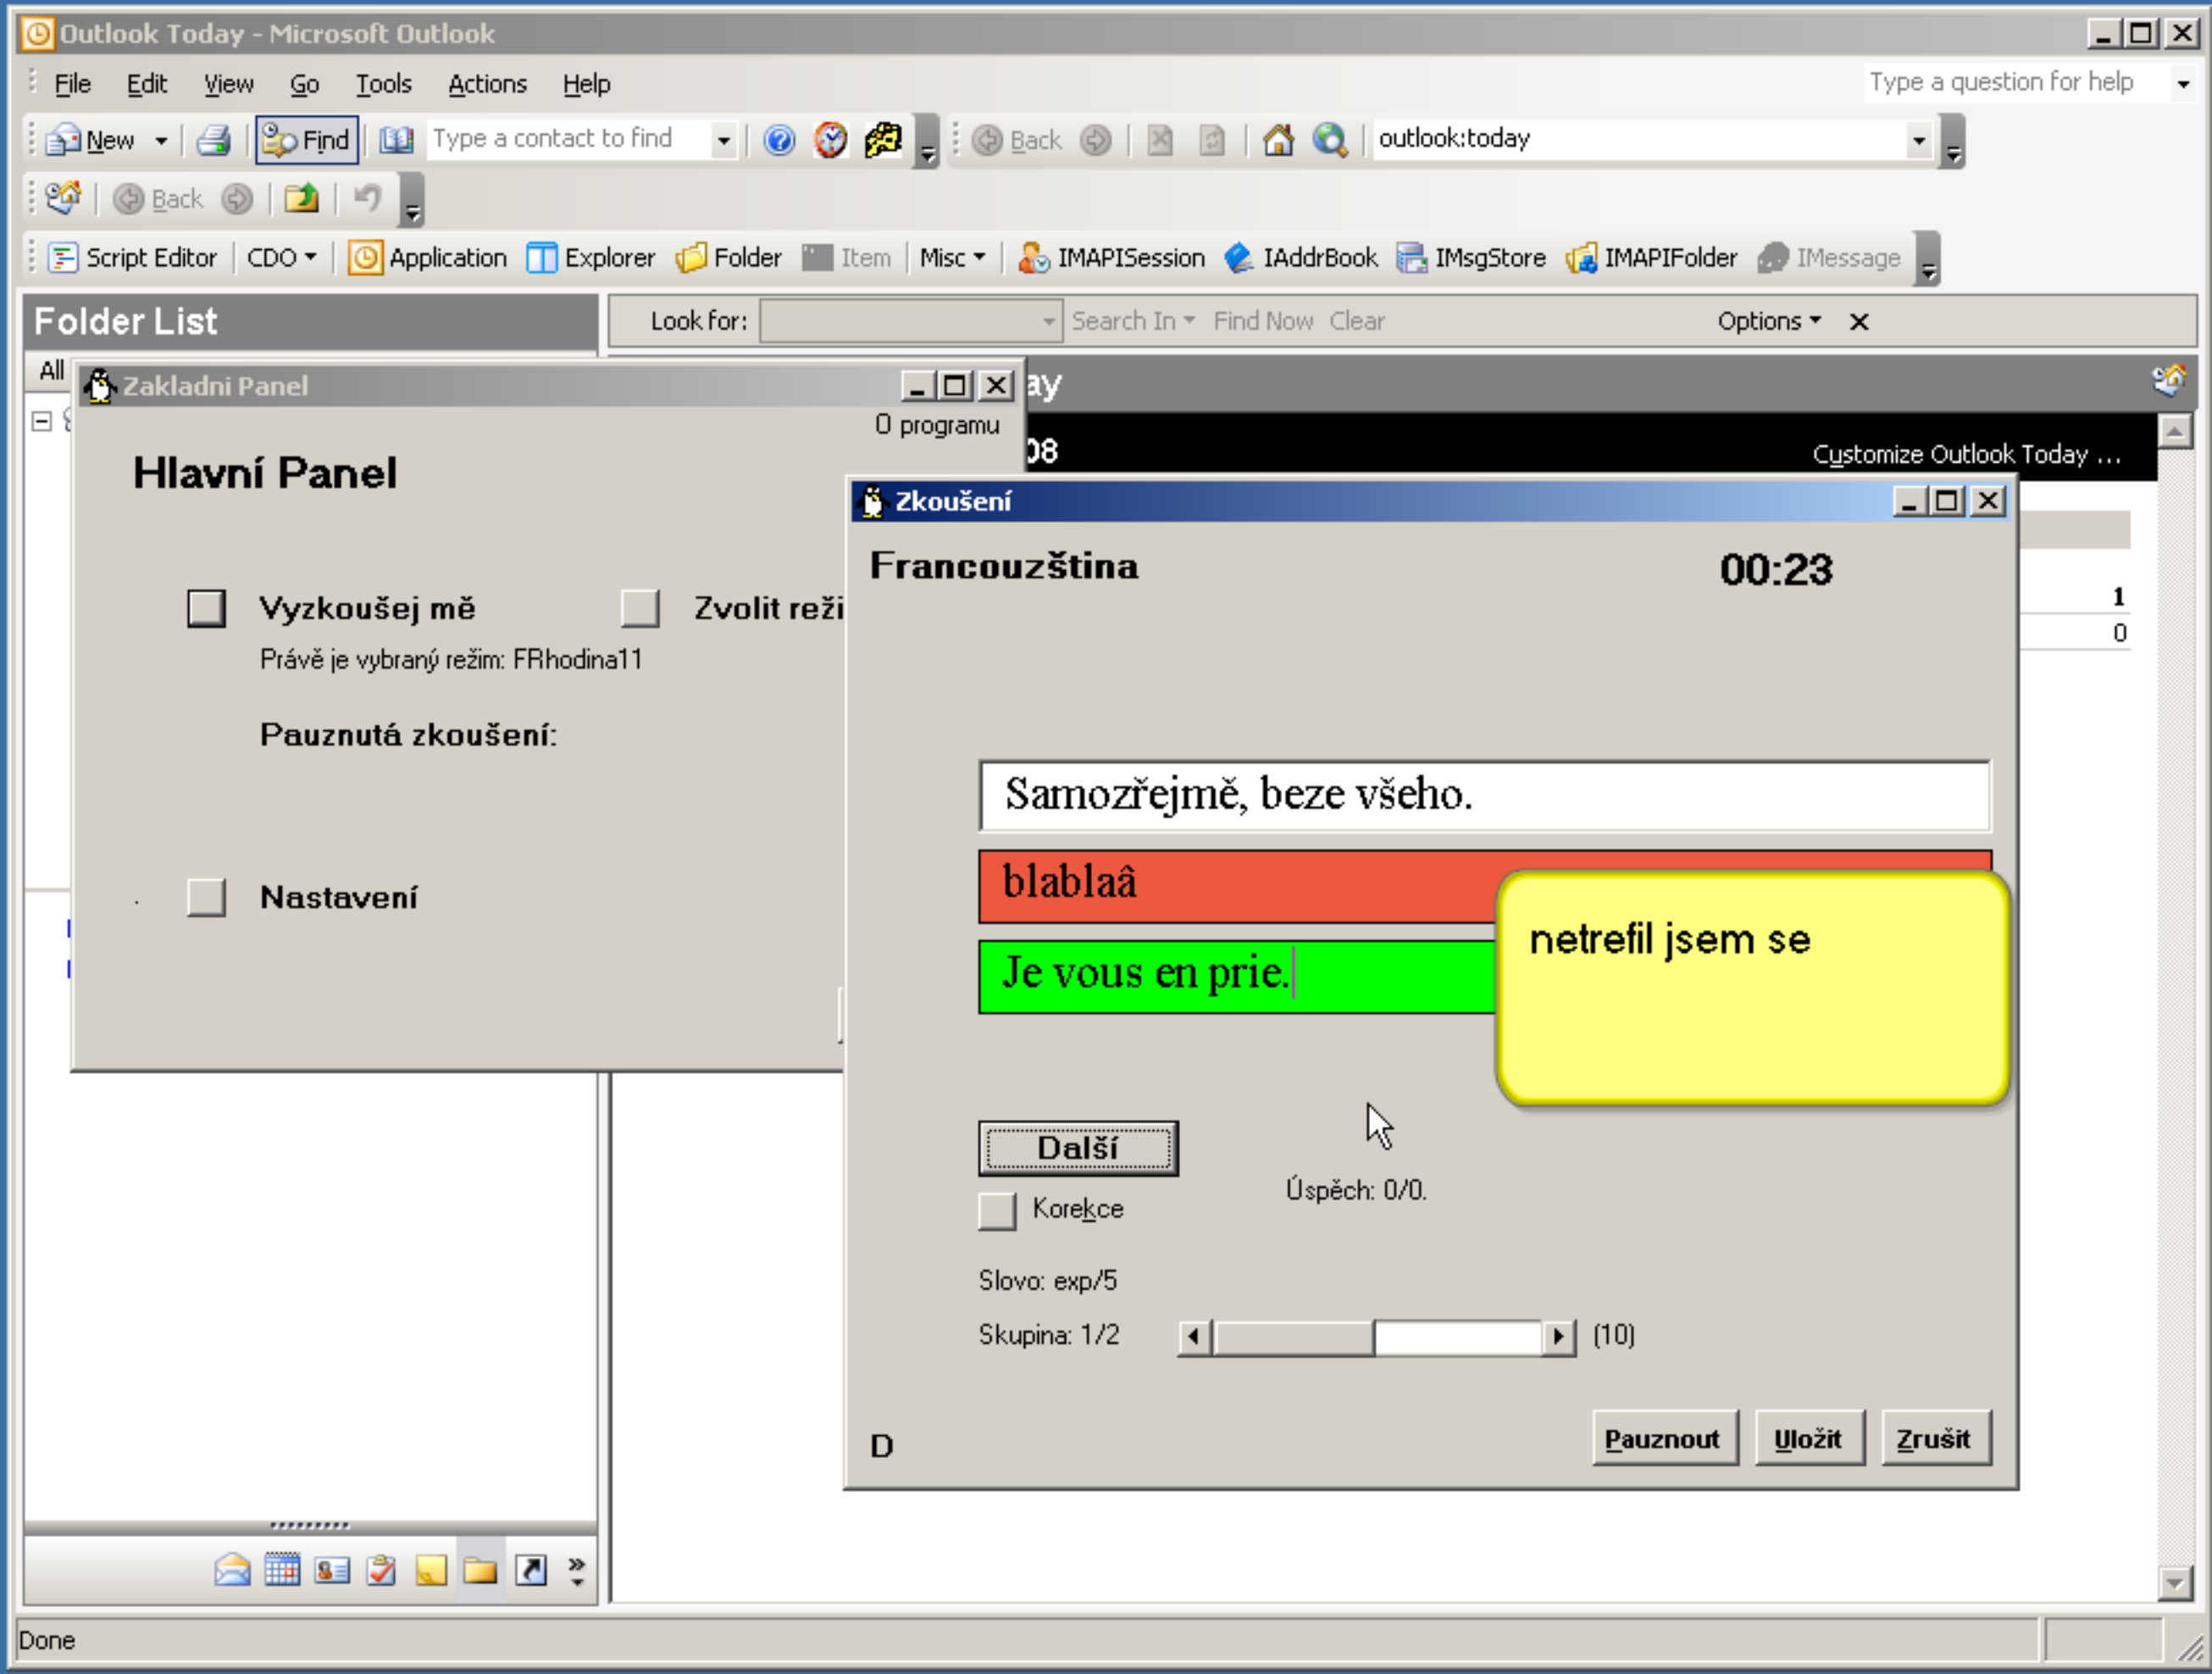 Outlook Today - Microsoft Outlook
File Edit View Go Tools Actions Help Type a question for help
New Find Type a contact to find Back outlook:today
Back
Script Editor CDO Application Explorer Folder Item Misc IMAPISession IAddrBook IMsgStore IMAPIFolder IMessage
Folder List Look for: Search In Find Now Clear Options
All
Zakladni Panel
ay
O programu
08
Customize Outlook Today ...
Hlavní Panel
Zkoušení
Francouzština 00:23
Vyzkoušej mě Zvolit reži
Právě je vybraný režim: FRhodina11
1
0
Pauznutá zkoušení:
Samozřejmě, beze všeho.
blablaâ
Nastavení
netrefil jsem se
Je vous en prie.
Další
Úspěch: 0/0.
Korekce
Slovo: exp/5
Skupina: 1/2 (10)
D Pauznout Uložit Zrušit
Done